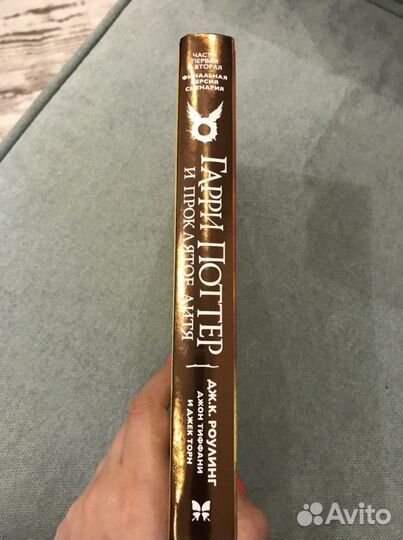 ЧАСТИ
ПЕРВАЯ
И ВТОРАЯ
ФИНАЛЬНАЯ
ВЕРСИЯ
СЦЕНАРИЯ
ГАРРИ ПОТТЕР
И ПРОКЛЯТОЕ ДИТЯ
ДЖ.К. РОУЛИНГ
ДЖОН ТИФФАНИ
И ДЖЕК ТОРН
Avito